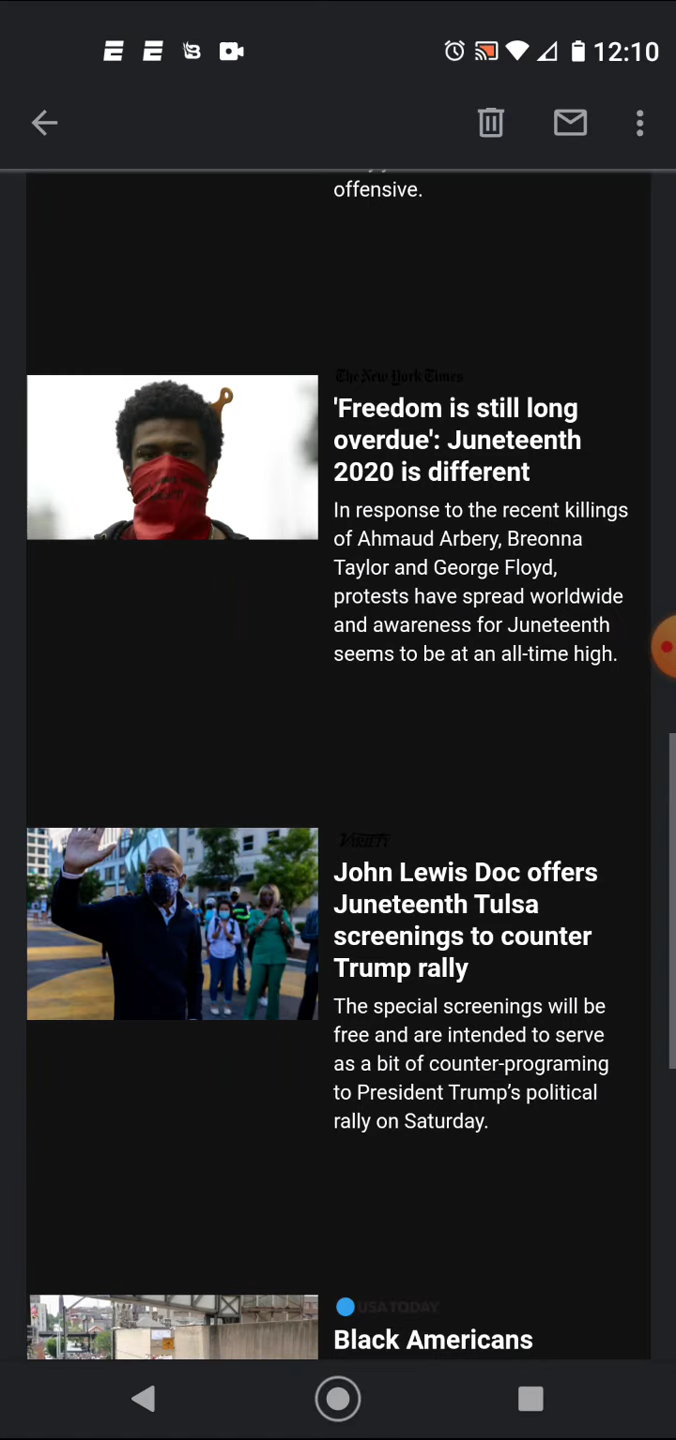 12:10
offensive.
The New York Times
'Freedom is still long
overdue': Juneteenth
2020 is different
In response to the recent killings
of Ahmaud Arbery, Breonna
Taylor and George Floyd,
protests have spread worldwide
and awareness for Juneteenth
seems to be at an all-time high.
VARIETY
John Lewis Doc offers
Juneteenth Tulsa
screenings to counter
Trump rally
The special screenings will be
free and are intended to serve
as a bit of counter-programing
to President Trump’s political
rally on Saturday.
USA TODAY
Black Americans